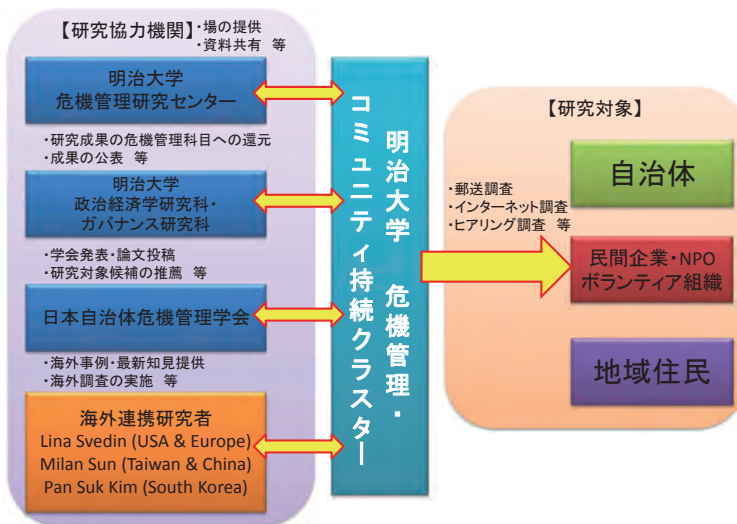 【研究協力機関】
・場の提供
・資料共有 等
明治大学
危機管理研究センター
・研究成果の危機管理科目への還元
・成果の公表 等
明治大学
政治経済学研究科・
ガバナンス研究科
・学会発表・論文投稿
・研究対象候補の推薦 等
日本自治体危機管理学会
・海外事例・最新知見提供
・海外調査の実施 等
海外連携研究者
Lina Svedin (USA & Europe)
Milan Sun (Taiwan & China)
Pan Suk Kim (South Korea)
明治大学 危機管理・
コミュニティ持続クラスター
・郵送調査
・インターネット調査
・ヒアリング調査 等
【研究対象】
自治体
民間企業・NPO
ボランティア組織
地域住民